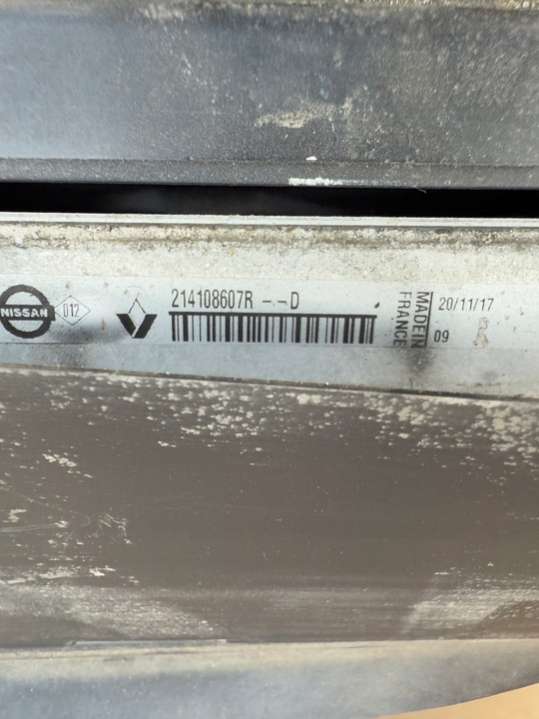 NISSAN
012
214108607R -- D
MADE IN
FRANCE
20/11/17
09